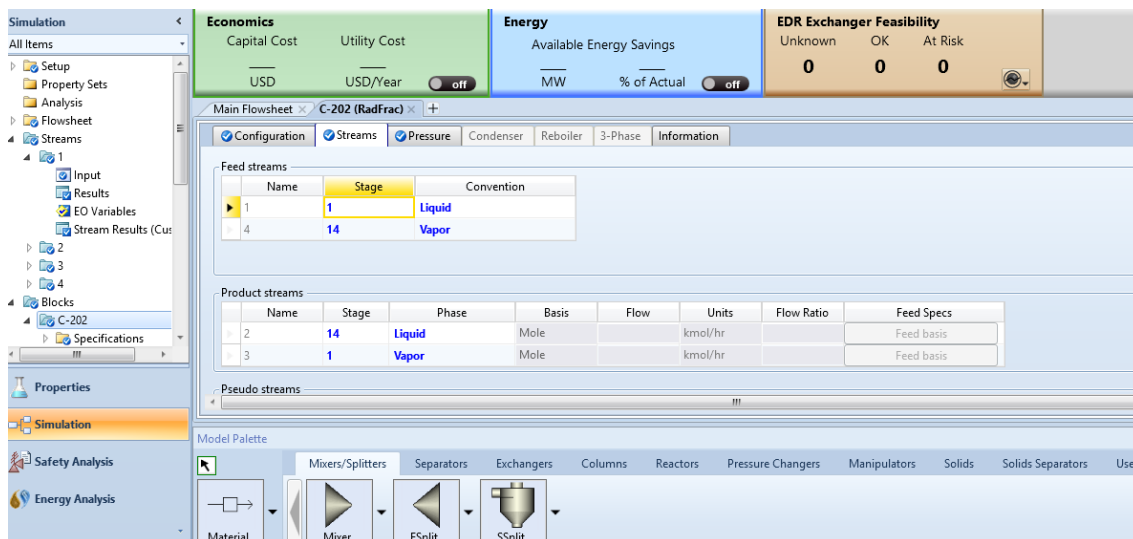 Simulation
All Items
Setup
Property Sets
Analysis
Flowsheet
Streams
1
Input
Results
EO Variables
Stream Results (Cus
2
3
4
Blocks
C-202
Specifications
Properties
Simulation
Safety Analysis
Energy Analysis
Economics
Capital Cost Utility Cost
USD USD/Year off
Energy
Available Energy Savings
MW % of Actual off
EDR Exchanger Feasibility
Unknown OK At Risk
0 0 0
Main Flowsheet C-202 (RadFrac) +
Configuration Streams Pressure Condenser Reboiler 3-Phase Information
Feed streams
Name Stage Convention
1 1 Liquid
4 14 Vapor
Product streams
Name Stage Phase Basis Flow Units Flow Ratio Feed Specs
2 14 Liquid Mole kmol/hr Feed basis
3 1 Vapor Mole kmol/hr Feed basis
Pseudo streams
Model Palette
Mixers/Splitters Separators Exchangers Columns Reactors Pressure Changers Manipulators Solids Solids Separators Use
Material Mixer FSplit SSplit